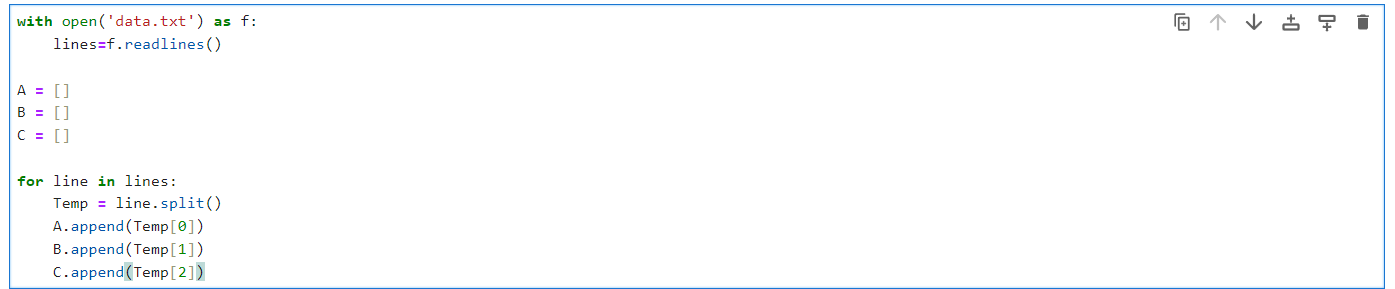 with open('data.txt') as f:
    lines=f.readlines()

A = []
B = []
C = []

for line in lines:
    Temp = line.split()
    A.append(Temp[0])
    B.append(Temp[1])
    C.append(Temp[2])